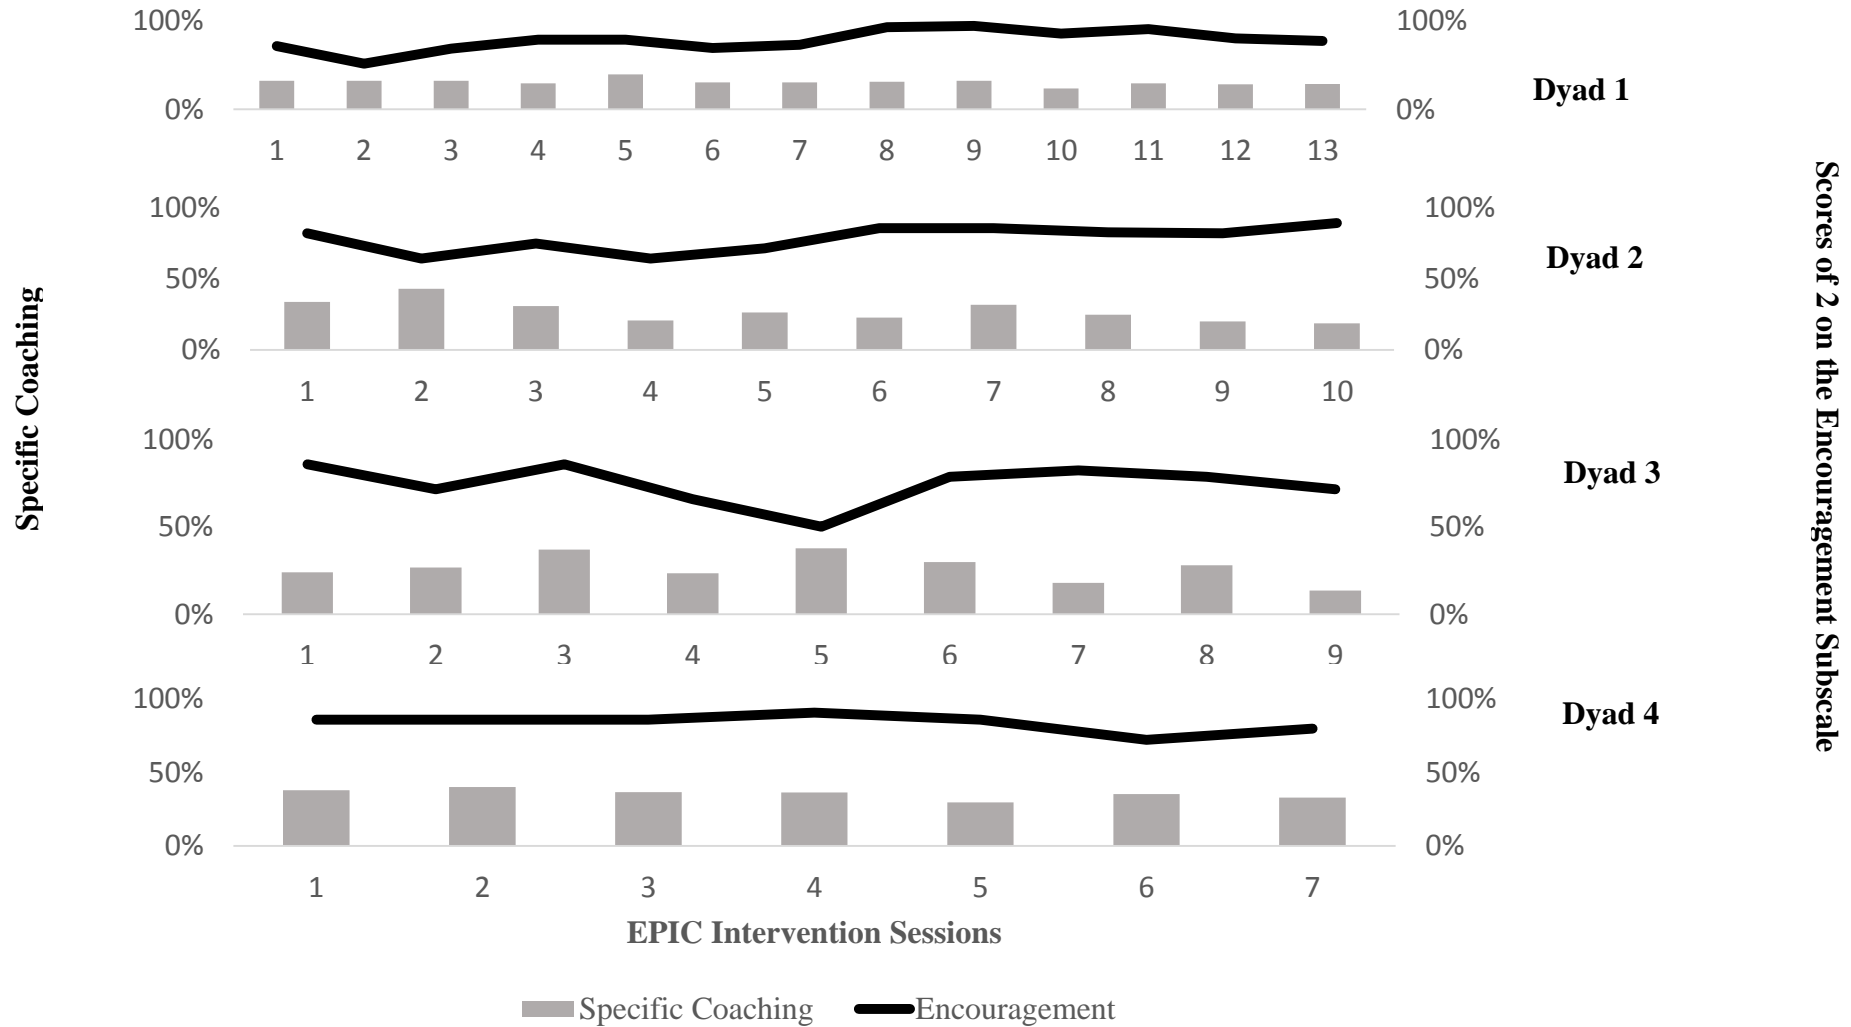 100% 100%
Dyad 1
0% 0%
1 2 3 4 5 6 7 8 9 10 11 12 13
100% 100%
Dyad 2
50% 50%
0% 0%
1 2 3 4 5 6 7 8 9 10
100% 100%
Dyad 3
50% 50%
0% 0%
1 2 3 4 5 6 7 8 9
100% 100%
Dyad 4
50% 50%
0% 0%
1 2 3 4 5 6 7
EPIC Intervention Sessions
Specific Coaching
Scores of 2 on the Encouragement Subscale
Specific Coaching Encouragement